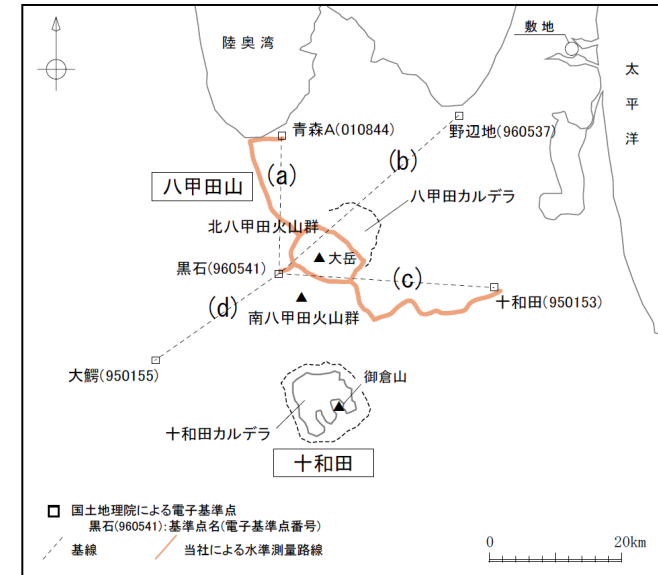 敷地
陸奥湾
太平洋
青森A(010844)
野辺地(960537)
(b)
(a)
八甲田山
八甲田カルデラ
北八甲田火山群
大岳
黒石(960541)
(c)
(d)
南八甲田火山群
十和田(950153)
大鰐(950155)
御倉山
十和田カルデラ
十和田
国土地理院による電子基準点
黒石(960541):基準点名(電子基準点番号)
基線
当社による水準測量路線
0 20km